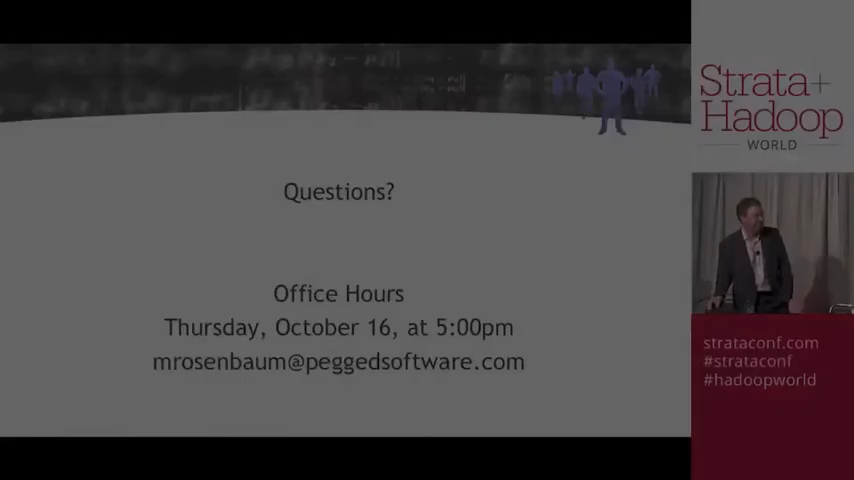 Questions?
Office Hours
Thursday, October 16, at 5:00pm
mrosenbaum@peggedsoftware.com
Strata+
Hadoop
WORLD
strataconf.com
#strataconf
#hadoopworld